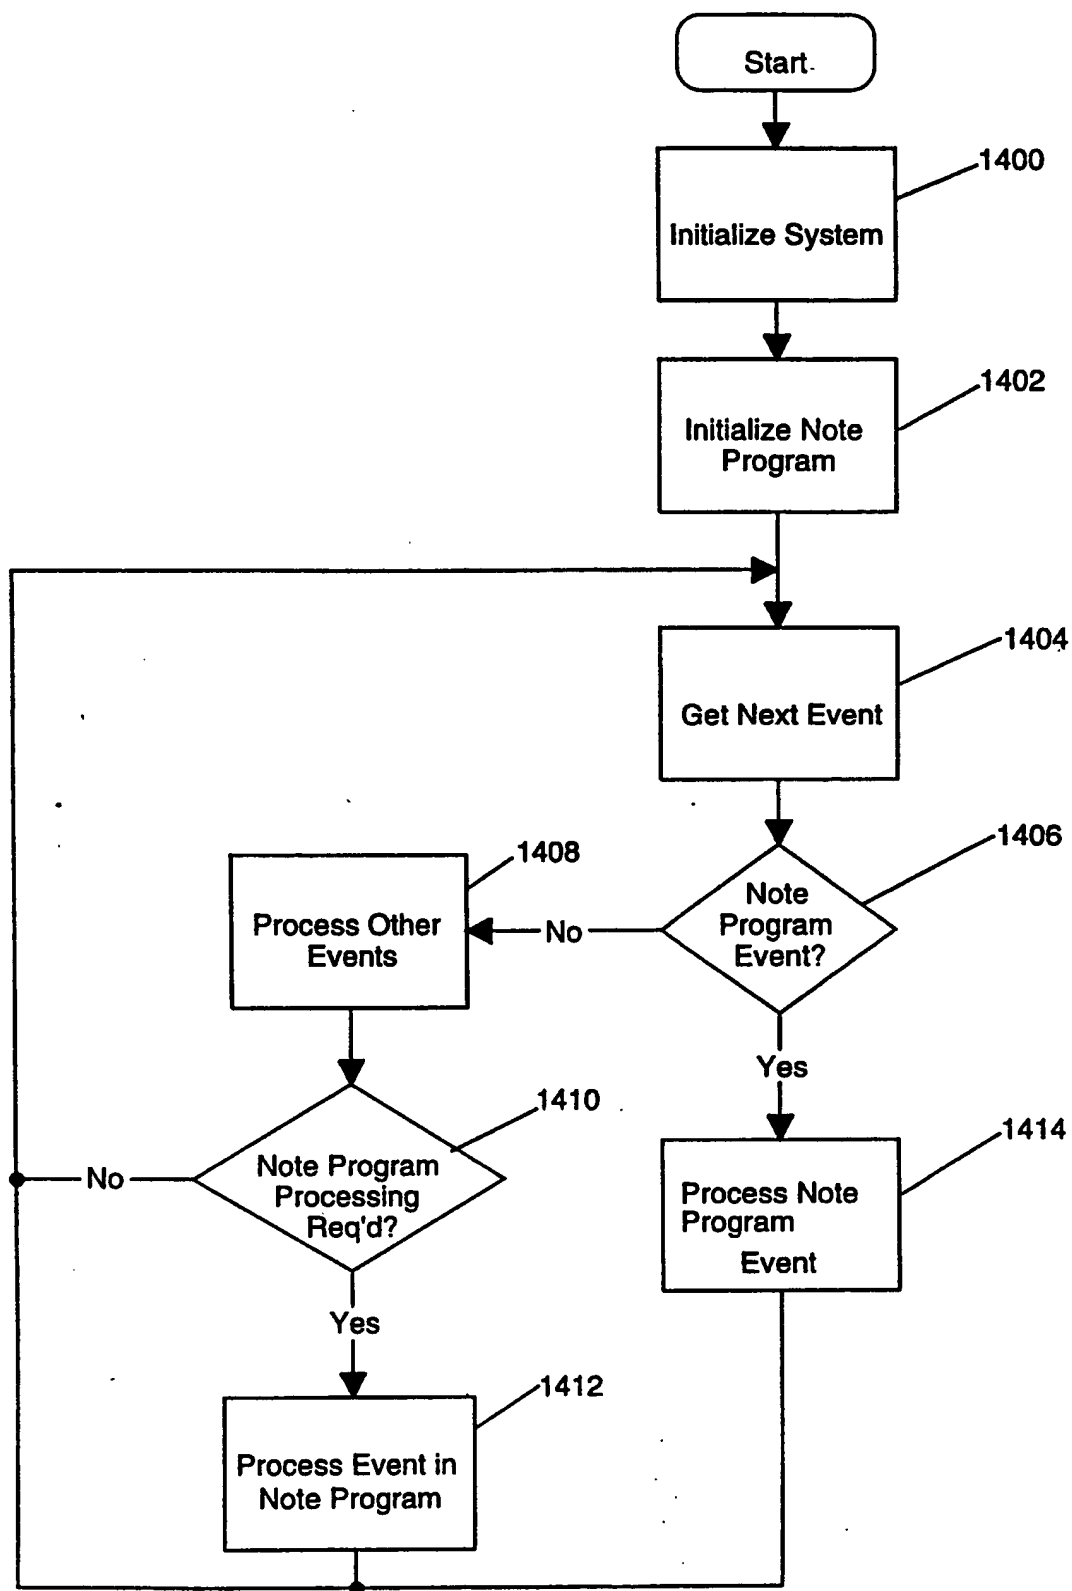 Start
1400
Initialize System
1402
Initialize Note
Program
1404
Get Next Event
1406
Note
Program
Event?
No
1408
Process Other
Events
Yes
1410
Note Program
Processing
Req'd?
No
1414
Process Note
Program
Event
Yes
1412
Process Event in
Note Program